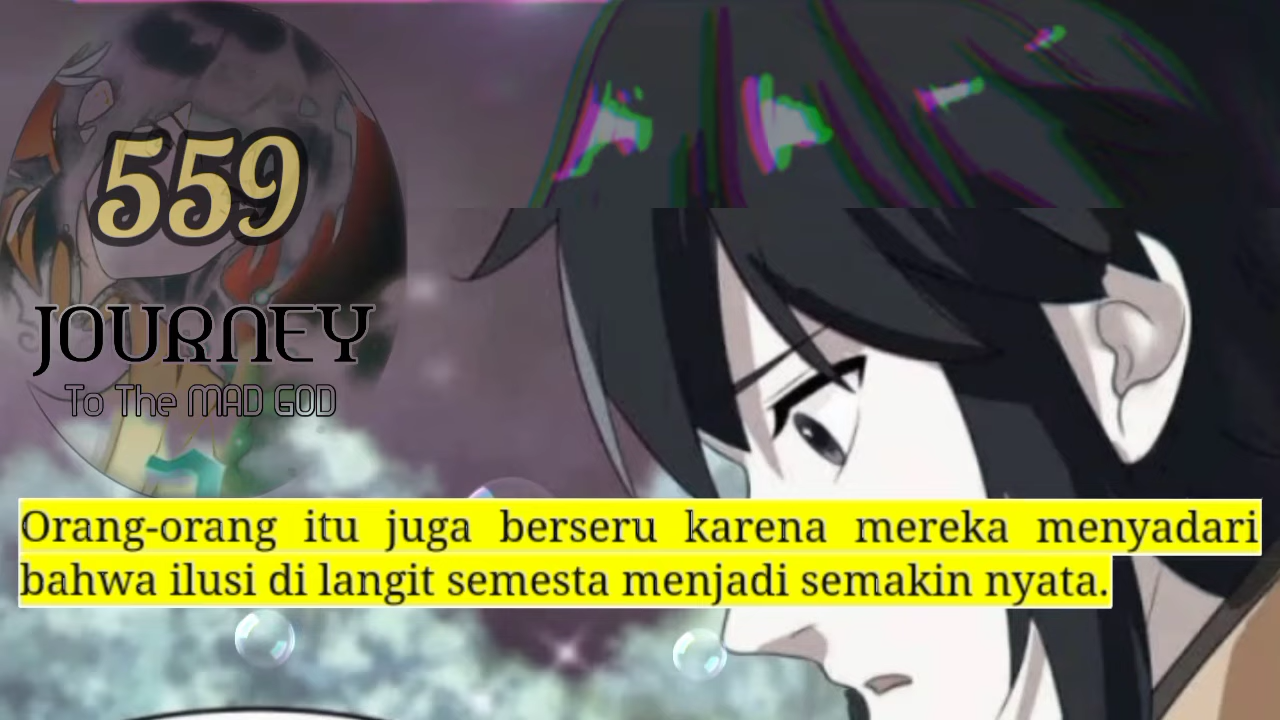 559
JOURNEY
To The MAD GOD
Orang-orang itu juga berseru karena mereka menyadari
bahwa ilusi di langit semesta menjadi semakin nyata.